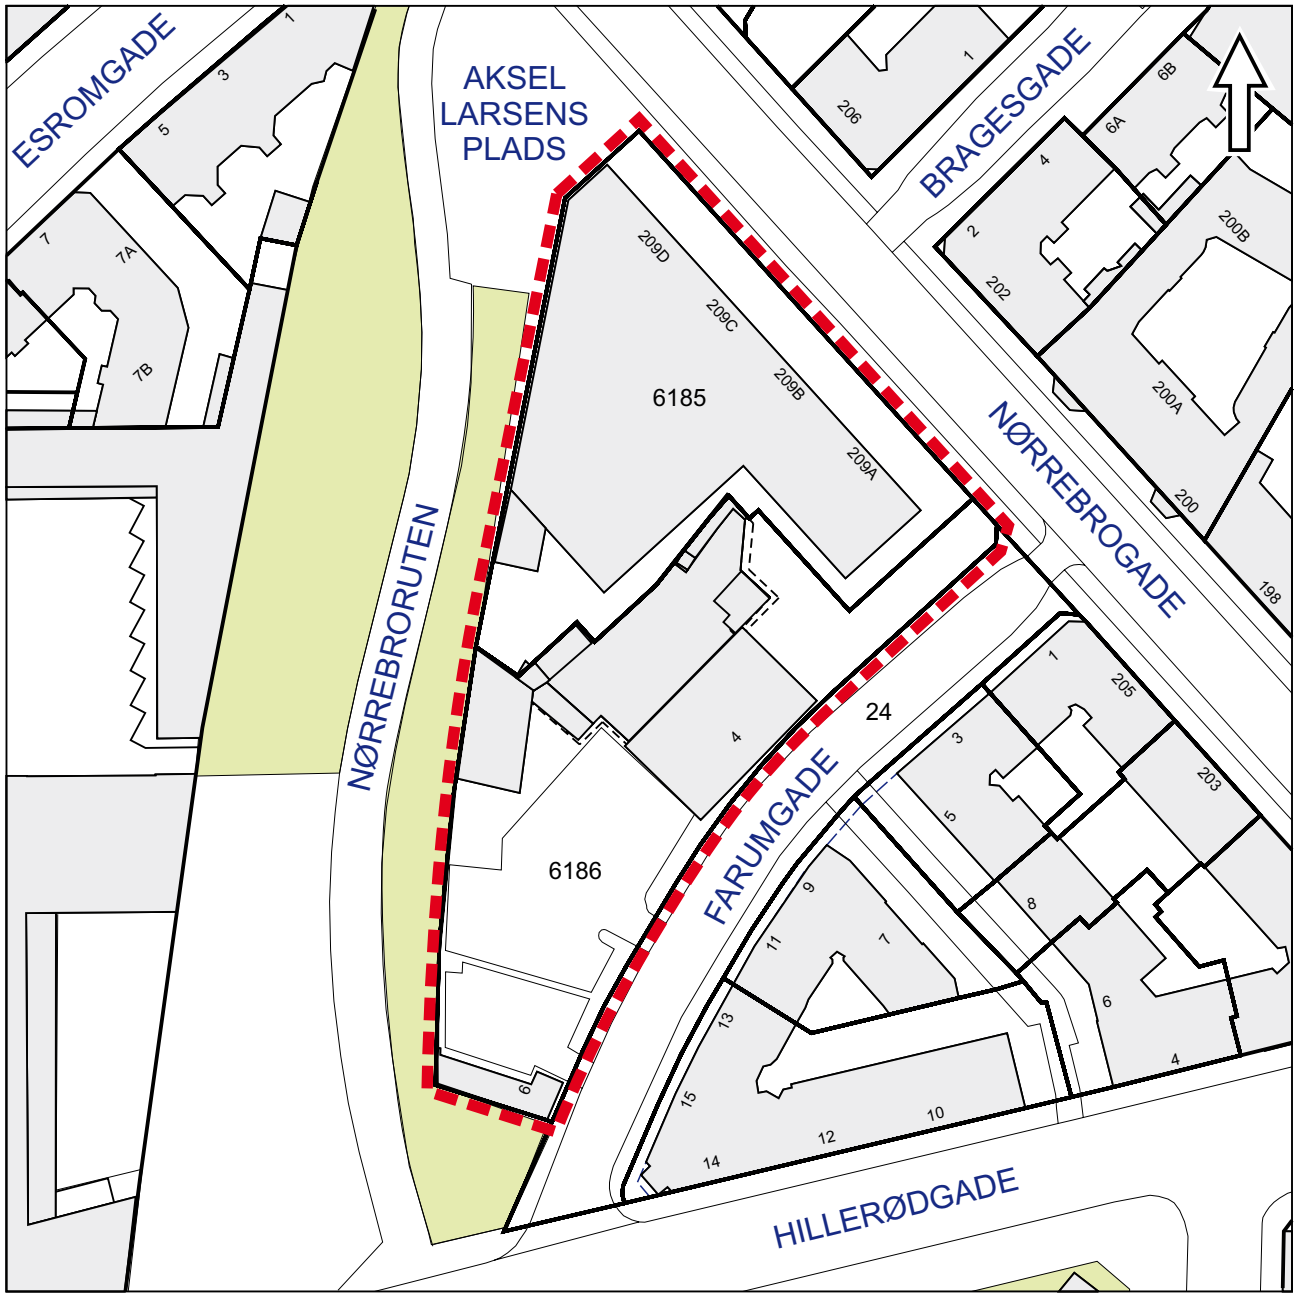 1
3
5
ESROMGADE
7
7A
7B
AKSEL
LARSENS
PLADS
206
1
BRAGESGADE
6B
6A
4
2
202
200B
200A
200
198
209D
209C
209B
209A
6185
NØRREBROGADE
NØRREBRORUTEN
24
4
FARUMGADE
6186
6
1
205
3
203
5
9
8
11
7
6
13
4
15
10
12
14
HILLERØDGADE